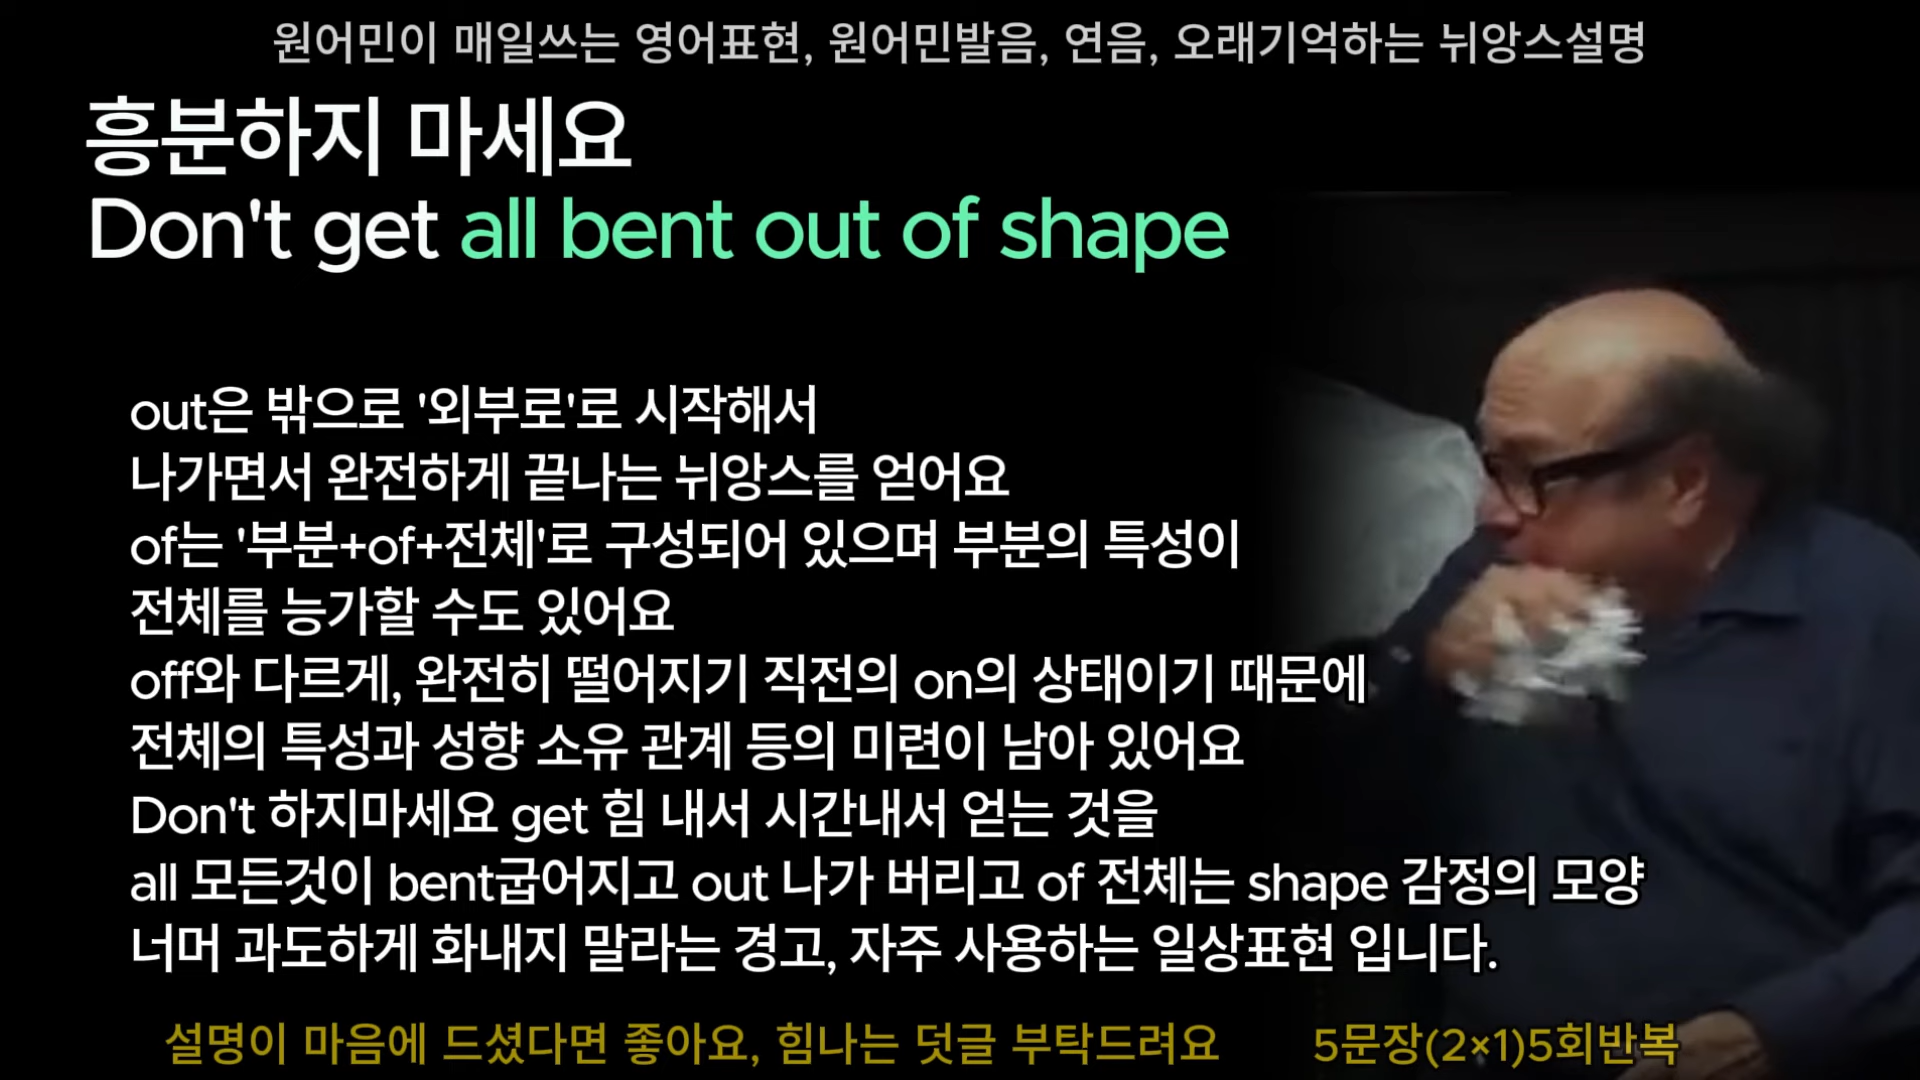 원어민이 매일쓰는 영어표현, 원어민발음, 연음, 오래기억하는 뉘앙스설명
흥분하지 마세요
Don't get all bent out of shape
out은 밖으로 '외부로'로 시작해서
나가면서 완전하게 끝나는 뉘앙스를 얻어요
of는 '부분+of+전체'로 구성되어 있으며 부분의 특성이
전체를 능가할 수도 있어요
off와 다르게, 완전히 떨어지기 직전의 on의 상태이기 때문에
전체의 특성과 성향 소유 관계 등의 미련이 남아 있어요
Don't 하지마세요 get 힘 내서 시간내서 얻는 것을
all 모든것이 bent굽어지고 out 나가 버리고 of 전체는 shape 감정의 모양
너머 과도하게 화내지 말라는 경고, 자주 사용하는 일상표현 입니다.
설명이 마음에 드셨다면 좋아요, 힘나는 덧글 부탁드려요
5문장(2×1)5회반복